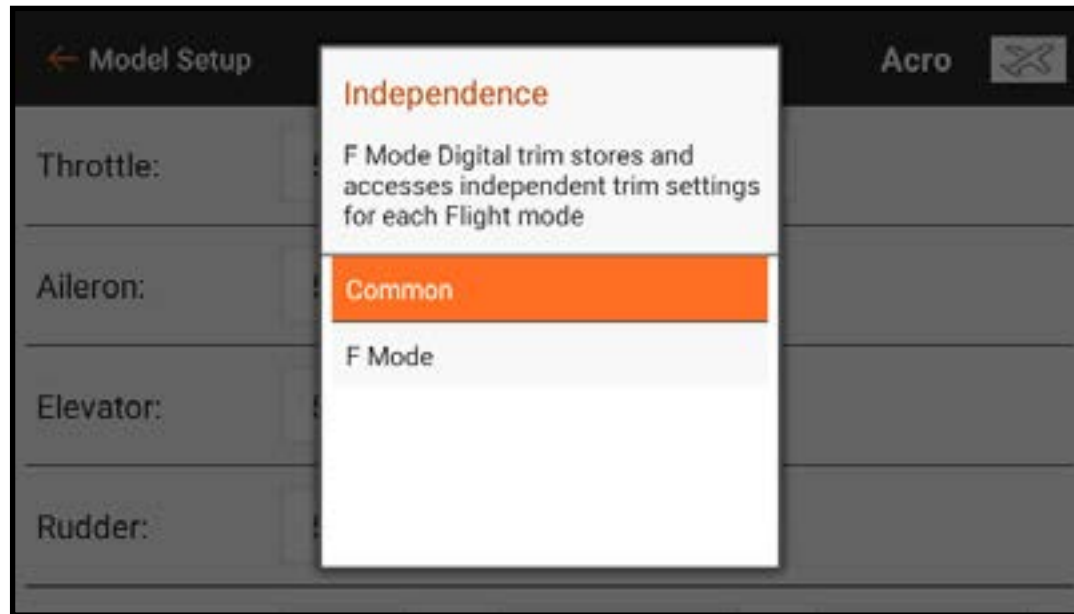 ← Model Setup
Acro
Independence
F Mode Digital trim stores and
accesses independent trim settings
for each Flight mode
Throttle:
Aileron:
Common
F Mode
Elevator:
Rudder: